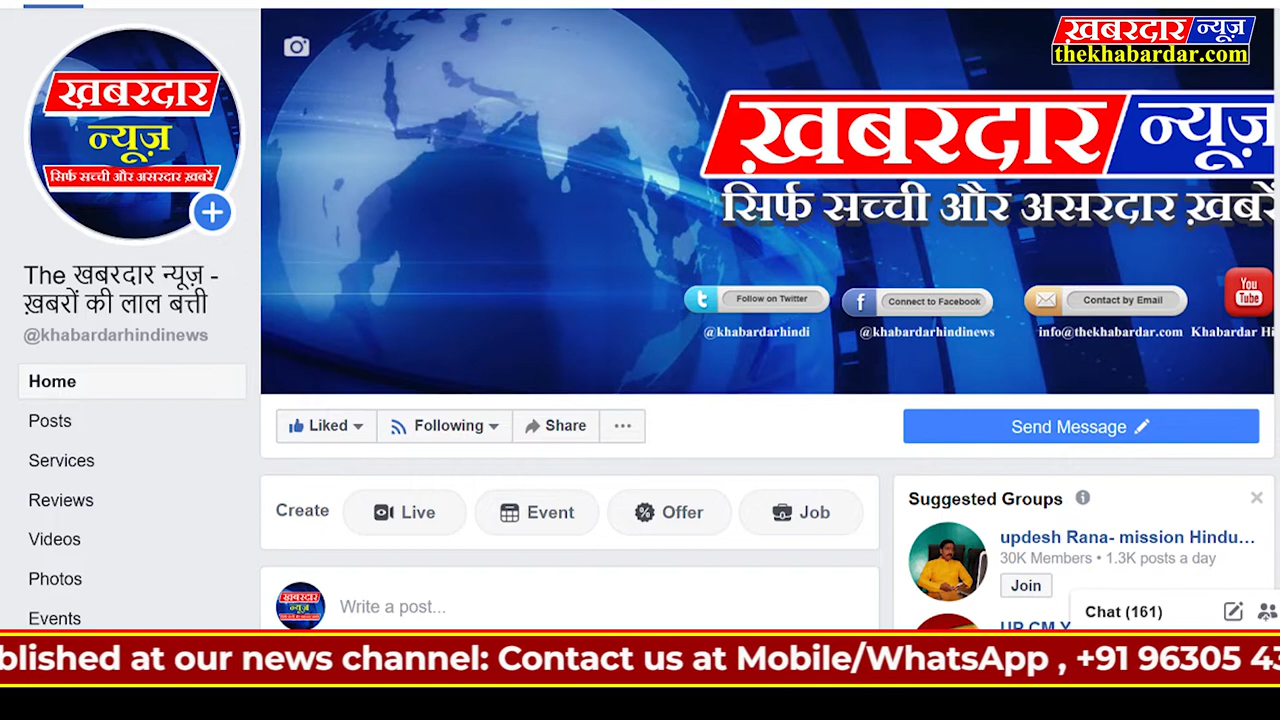 ख़बरदार न्यूज़
thekhabardar.com
ख़बरदार
न्यूज़
सिर्फ सच्ची और असरदार ख़बरें
The खबरदार न्यूज़ -
ख़बरों की लाल बत्ती
@khabardarhindinews
Home
Posts
Services
Reviews
Videos
Photos
Events
ख़बरदार न्यूज़
सिर्फ सच्ची और असरदार ख़बरें
Follow on Twitter
@khabardarhindi
Connect to Facebook
@khabardarhindinews
Contact by Email
info@thekhabardar.com
You
Tube
Khabardar Hi
Liked
Following
Share
Send Message
Create
Live
Event
Offer
Job
ख़बरदार
न्यूज़
Write a post...
Suggested Groups
updesh Rana- mission Hindu...
30K Members • 1.3K posts a day
Join
UP CM Y
Chat (161)
blished at our news channel: Contact us at Mobile/WhatsApp , +91 96305 43